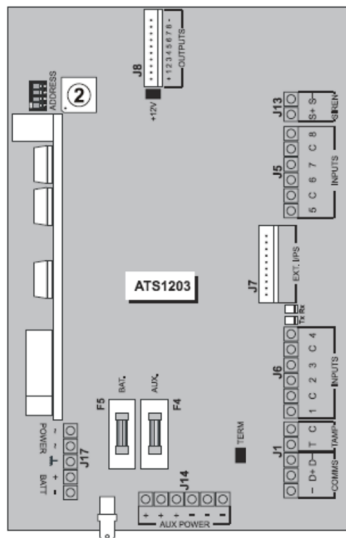 J8
+ 1 2 3 4 5 6 7 8 -
OUTPUTS
+12V
ADDRESS
2
J13
S+ S-
SIREN
J5
5 C 6 7 C 8
INPUTS
J7
EXT. I/PS
Tx Rx
ATS1203
J6
1 C 2 3 C 4
INPUTS
F5
BAT.
AUX.
F4
TERM
T C
TAMP
J1
- D+ D-
COMMS
POWER
~ ~
+ -
BATT
J17
J14
+ + + - - -
AUX POWER